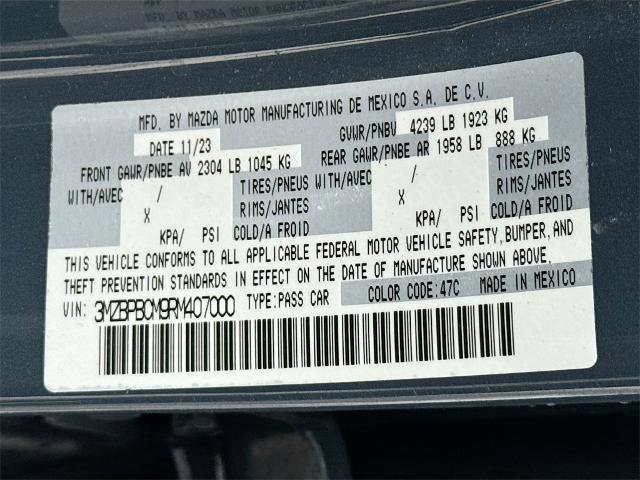 MFD. BY MAZDA MOTOR MANUFACTURING DE MEXICO S.A. DE C.V.
DATE 11/23 GVWR/PNBV 4239 LB 1923 KG
FRONT GAWR/PNBE AV 2304 LB 1045 KG REAR GAWR/PNBE AR 1958 LB 888 KG
WITH/AVEC / TIRES/PNEUS WITH/AVEC / TIRES/PNEUS
X RIMS/JANTES X RIMS/JANTES
KPA/ PSI COLD/A FROID KPA/ PSI COLD/A FROID
THIS VEHICLE CONFORMS TO ALL APPLICABLE FEDERAL MOTOR VEHICLE SAFETY, BUMPER, AND
THEFT PREVENTION STANDARDS IN EFFECT ON THE DATE OF MANUFACTURE SHOWN ABOVE.
VIN: 3MZBPBCM9RM407000 TYPE:PASS CAR COLOR CODE:47C MADE IN MEXICO